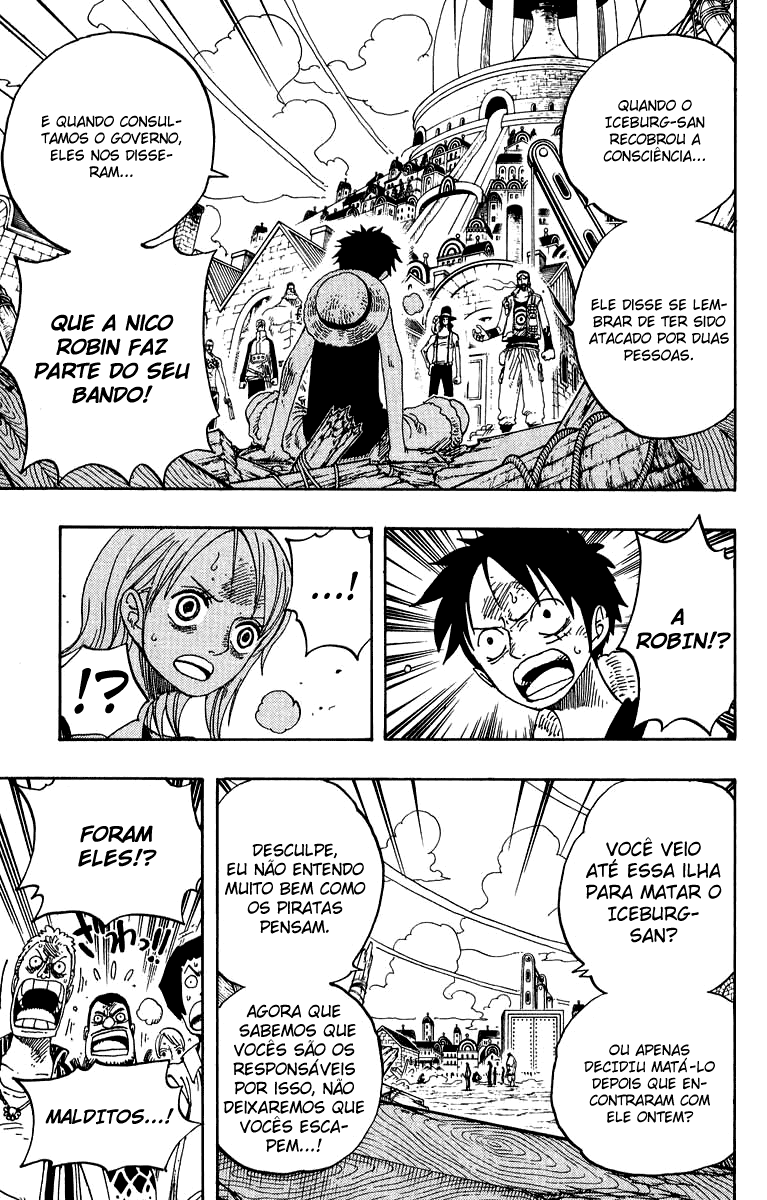 QUANDO O
ICEBURG-SAN
RECOBROU A
CONSCIÊNCIA...
ELE DISSE SE LEM-
BRAR DE TER SIDO
ATACADO POR DUAS
PESSOAS.
E QUANDO CONSUL-
TAMOS O GOVERNO,
ELES NOS DISSE-
RAM...
QUE A NICO
ROBIN FAZ
PARTE DO SEU
BANDO!
A
ROBIN!?
...!
!?
VOCÊ VEIO
ATÉ ESSA ILHA
PARA MATAR O
ICEBURG-
SAN?
OU APENAS
DECIDIU MATÁ-LO
DEPOIS QUE EN-
CONTRARAM COM
ELE ONTEM?
DESCULPE,
EU NÃO ENTENDO
MUITO BEM COMO
OS PIRATAS
PENSAM.
AGORA QUE
SABEMOS QUE
VOCÊS SÃO OS
RESPONSÁVEIS
POR ISSO, NÃO
DEIXAREMOS QUE
VOCÊS ESCA-
PEM...!
FORAM
ELES!?
ざわっ!!
MALDITOS...!